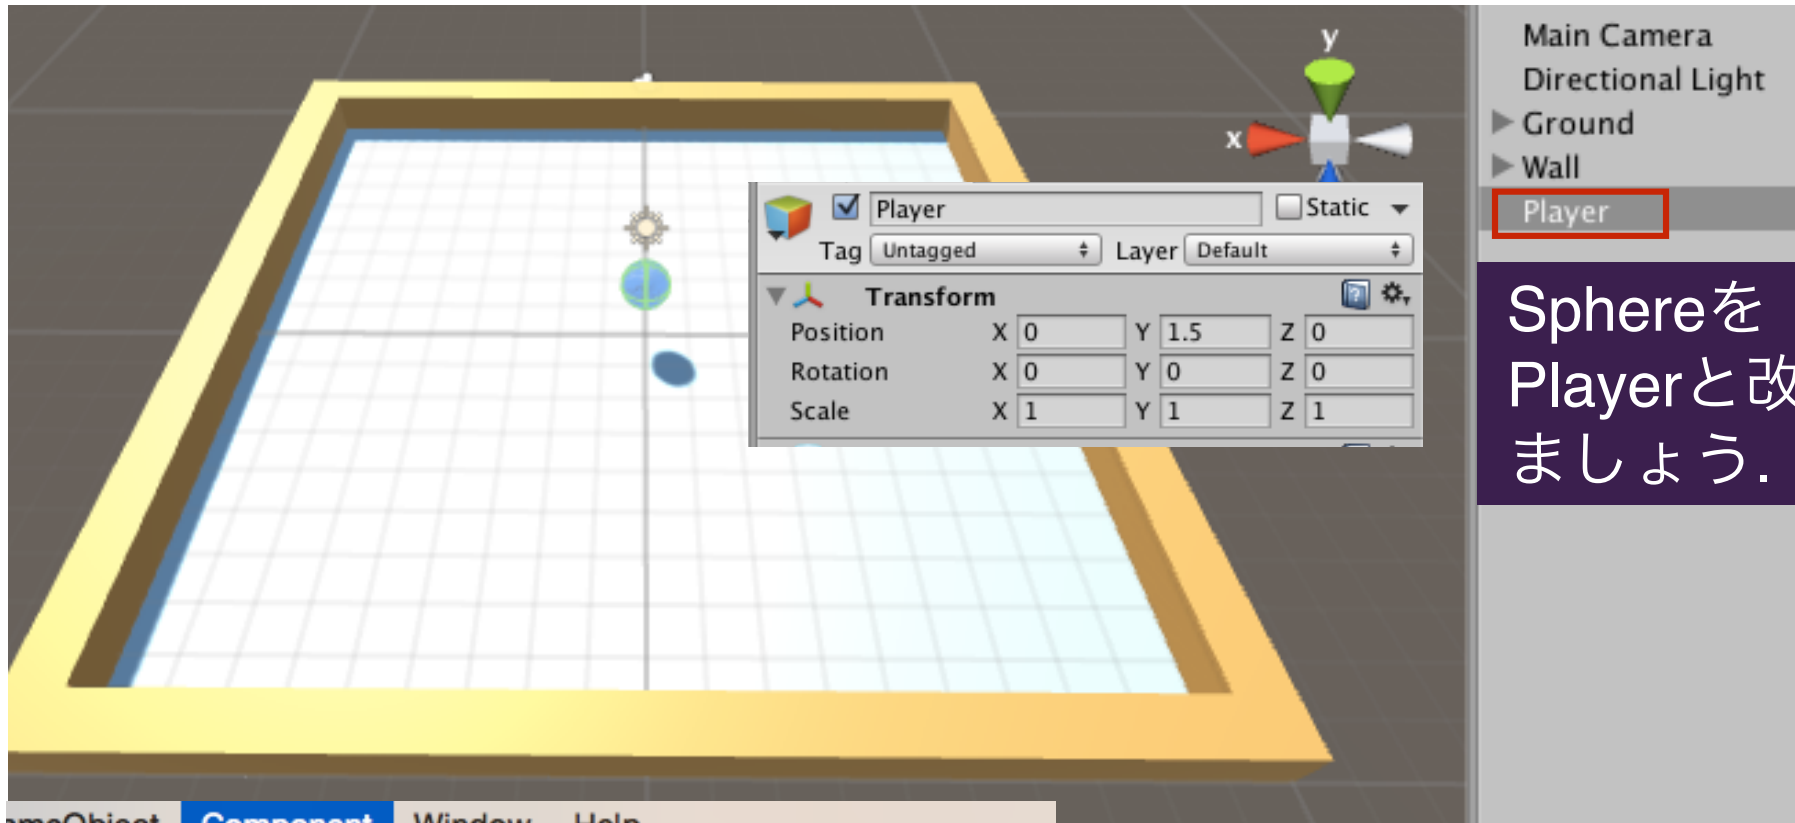 y
x
Main Camera
Directional Light
Ground
Wall
Player
Player
Static
Tag Untagged Layer Default
Transform
Position X 0 Y 1.5 Z 0
Rotation X 0 Y 0 Z 0
Scale X 1 Y 1 Z 1
Sphereを
Playerと改
ましょう.
Component Window Help